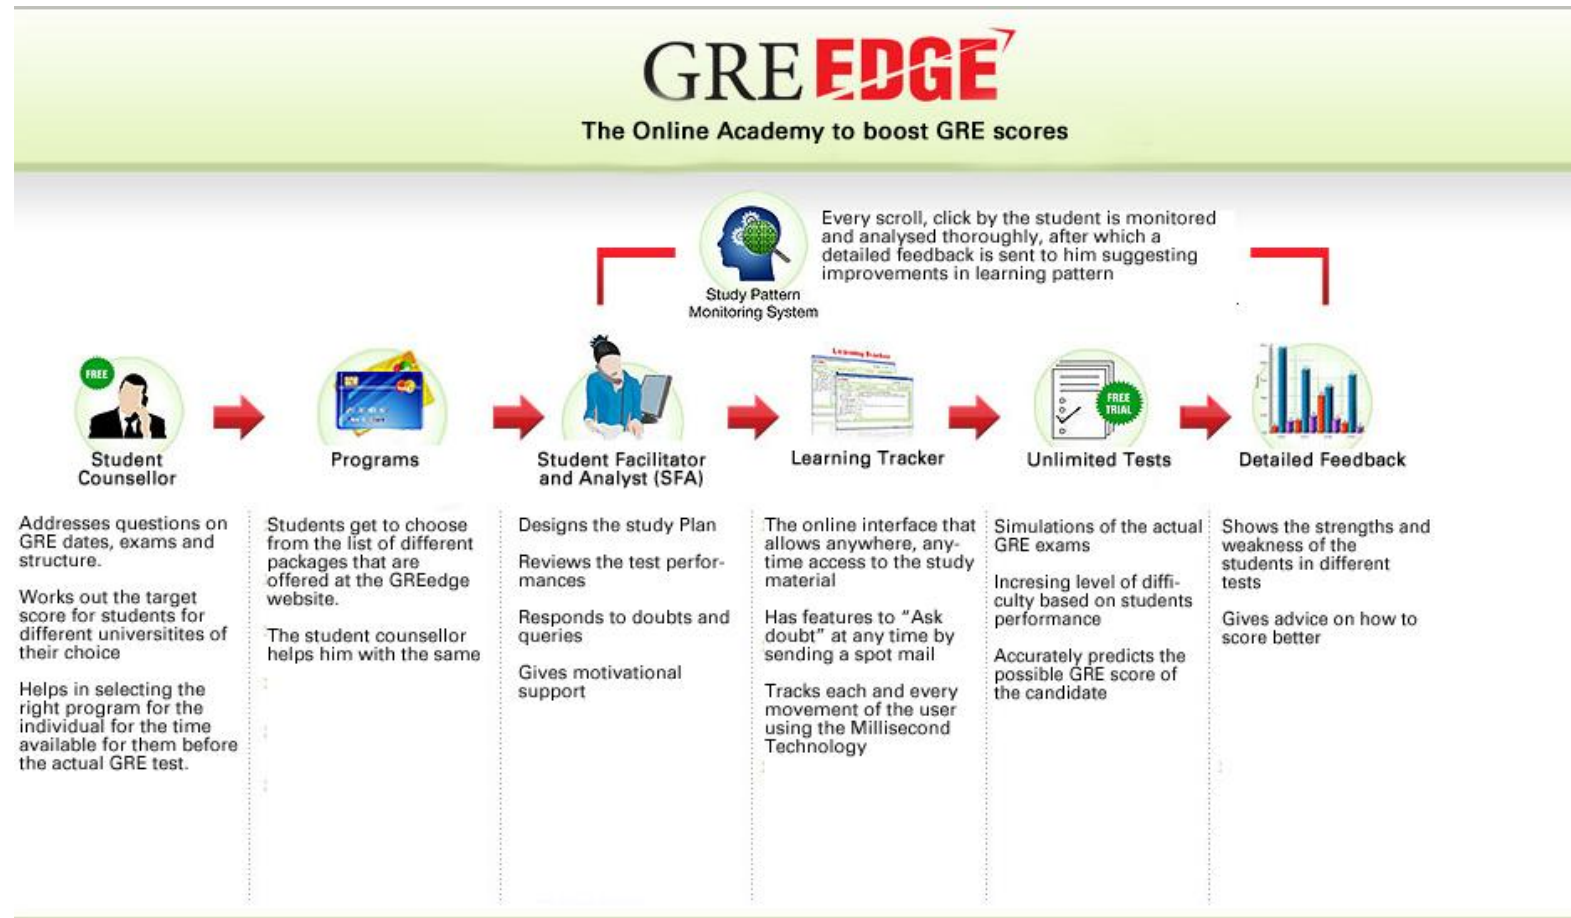 GRE EDGE
The Online Academy to boost GRE scores
Every scroll, click by the student is monitored
and analysed thoroughly, after which a
detailed feedback is sent to him suggesting
improvements in learning pattern
Study Pattern
Monitoring System
FREE
Student
Counsellor
Programs
Student Facilitator
and Analyst (SFA)
Learning Tracker
Learning Tracker
FREE
TRIAL
Unlimited Tests
Detailed Feedback
Addresses questions on
GRE dates, exams and
structure.
Works out the target
score for students for
different universitites of
their choice
Helps in selecting the
right program for the
individual for the time
available for them before
the actual GRE test.
Students get to choose
from the list of different
packages that are
offered at the GREedge
website.
The student counsellor
helps him with the same
Designs the study Plan
Reviews the test perfor-
mances
Responds to doubts and
queries
Gives motivational
support
The online interface that
allows anywhere, any-
time access to the study
material
Has features to “Ask
doubt” at any time by
sending a spot mail
Tracks each and every
movement of the user
using the Millisecond
Technology
Simulations of the actual
GRE exams
Incresing level of diffi-
culty based on students
performance
Accurately predicts the
possible GRE score of
the candidate
Shows the strengths and
weakness of the
students in different
tests
Gives advice on how to
score better